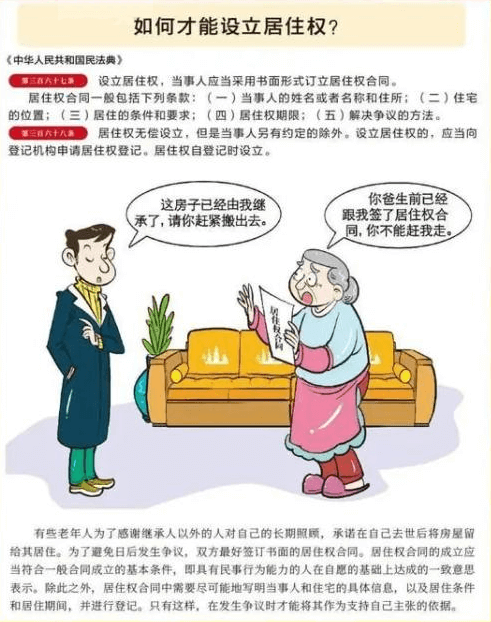 如何才能设立居住权?
《中华人民共和国民法典》
第三百六十七条 设立居住权，当事人应当采用书面形式订立居住权合同。
居住权合同一般包括下列条款：（一）当事人的姓名或者名称和住所；（二）住宅
的位置；（三）居住的条件和要求；（四）居住权期限；（五）解决争议的方法。
第三百六十八条 居住权无偿设立，但是当事人另有约定的除外。设立居住权的，应当向
登记机构申请居住权登记。居住权自登记时设立。
这房子已经由我继
承了，请你赶紧搬出去。
你爸生前已经
跟我签了居住权合
同，你不能赶我走。
居住权合同
有些老年人为了感谢继承人以外的人对自己的长期照顾，承诺在自己去世后将房屋留
给其居住。为了避免日后发生争议，双方最好签订书面的居住权合同。居住权合同的成立应
当符合一般合同成立的基本条件，即具有民事行为能力的人在自愿的基础上达成的一致意思
表示。除此之外，居住权合同中需要尽可能地写明当事人和住宅的具体信息，以及居住条件
和居住期间，并进行登记。只有这样，在发生争议时才能将其作为支持自己主张的依据。